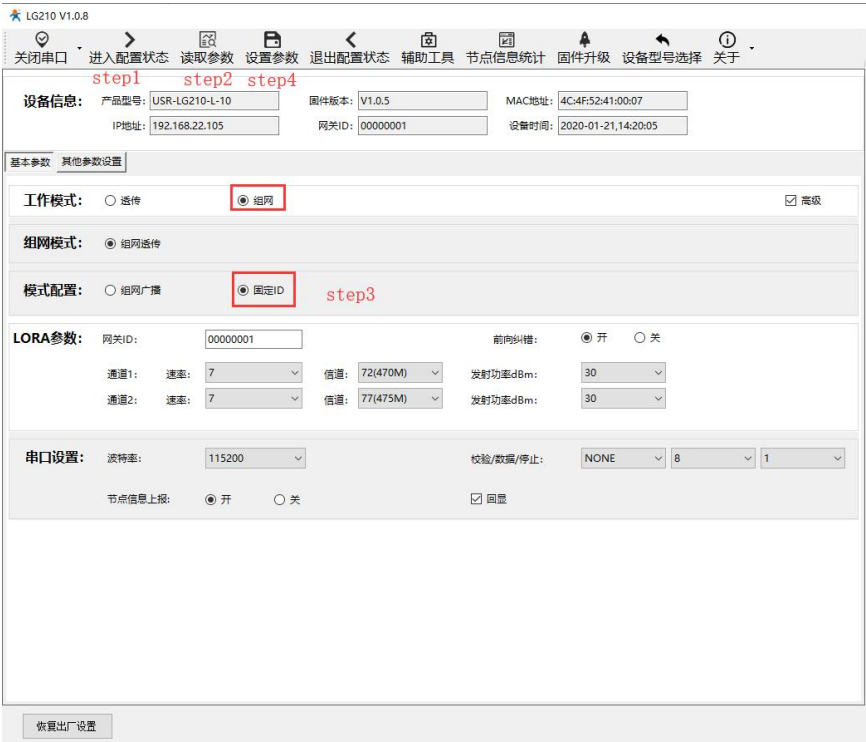 LG210 V1.0.8
关闭串口 进入配置状态 读取参数 设置参数 退出配置状态 辅助工具 节点信息统计 固件升级 设备型号选择 关于
step1 step2 step4
设备信息: 产品型号: USR-LG210-L-10 固件版本: V1.0.5 MAC地址: 4C:4F:52:41:00:07
IP地址: 192.168.22.105 网关ID: 00000001 设备时间: 2020-01-21,14:20:05
基本参数 其他参数设置
工作模式: 透传 组网 高级
组网模式: 组网透传
模式配置: 组网广播 固定ID step3
LORA参数: 网关ID: 00000001 前向纠错: 开 关
通道1: 速率: 7 信道: 72(470M) 发射功率dBm: 30
通道2: 速率: 7 信道: 77(475M) 发射功率dBm: 30
串口设置: 波特率: 115200 校验/数据/停止: NONE 8 1
节点信息上报: 开 关 回显
恢复出厂设置